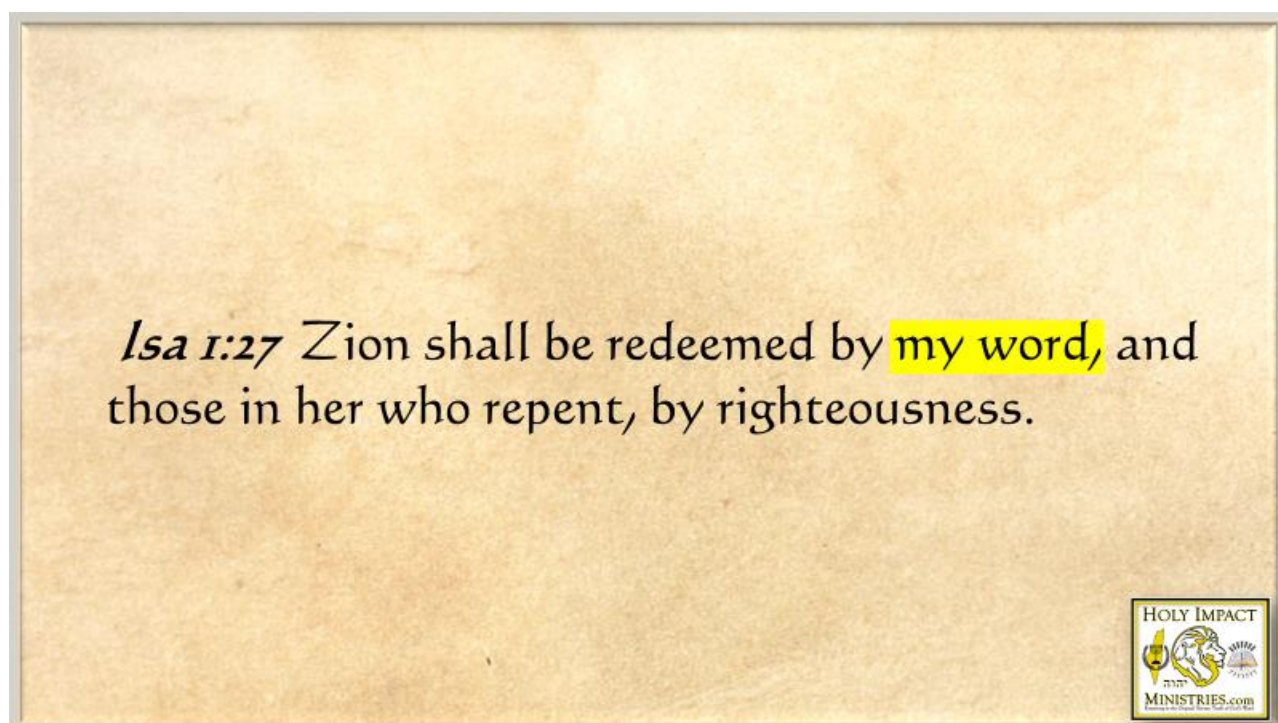 Isa 1:27 Zion shall be redeemed by my word, and
those in her who repent, by righteousness.
HOLY IMPACT
יהוה
MINISTRIES.com